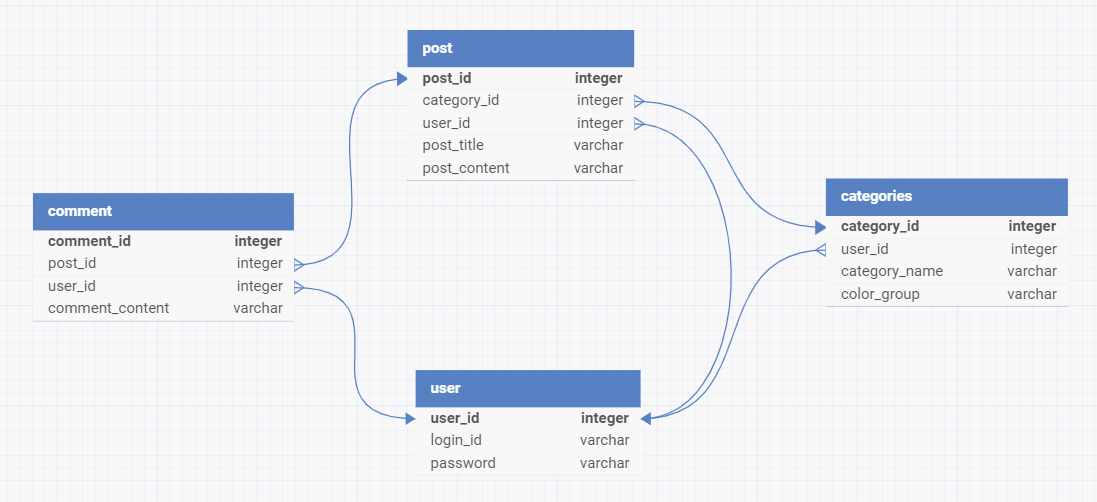 post
post_id integer
category_id integer
user_id integer
post_title varchar
post_content varchar
comment
comment_id integer
post_id integer
user_id integer
comment_content varchar
categories
category_id integer
user_id integer
category_name varchar
color_group varchar
user
user_id integer
login_id varchar
password varchar